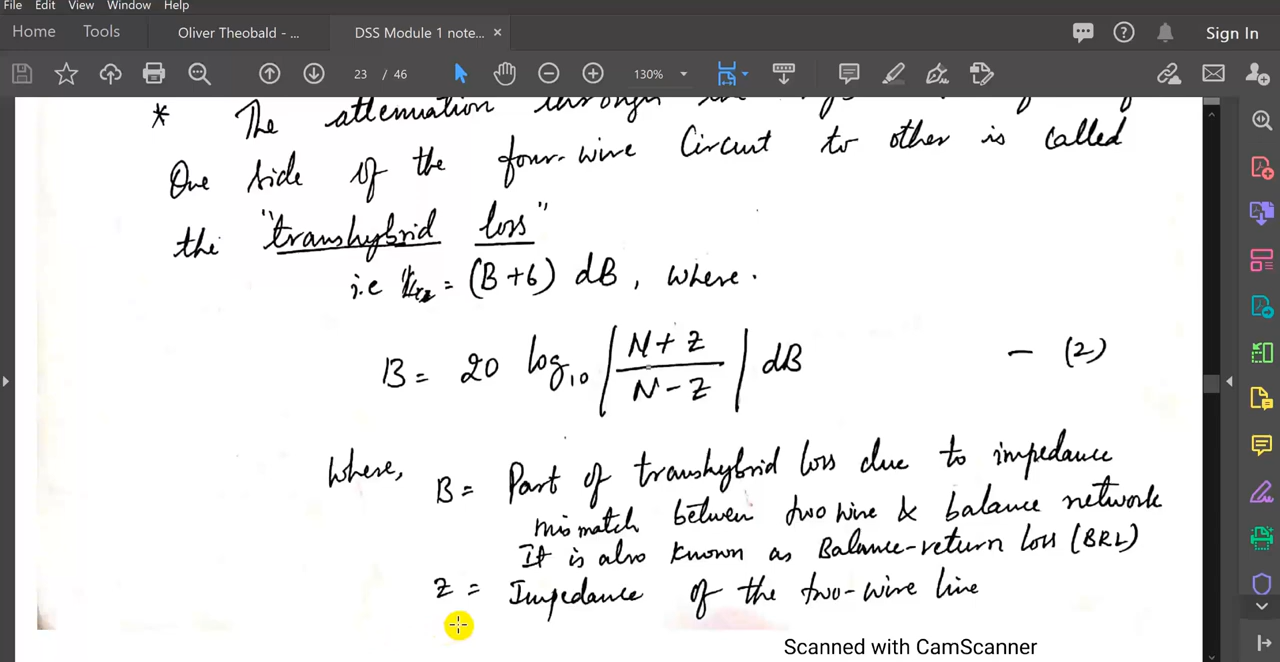 File Edit View Window Help
Home Tools Oliver Theobald - ... DSS Module 1 note... × Sign In
23 / 46 130%
* The attenuation through
One side of the four-wire Circuit to other is called
the "transhybrid loss"
i.e = (B+6) dB, where.
B = 20 log10 |N+Z / N-Z| dB - (2)
Where,
B = Part of transhybrid loss due to impedance
mismatch between two wire & balance network
It is also known as Balance-return loss (BRL)
Z = Impedance of the two-wire line
Scanned with CamScanner